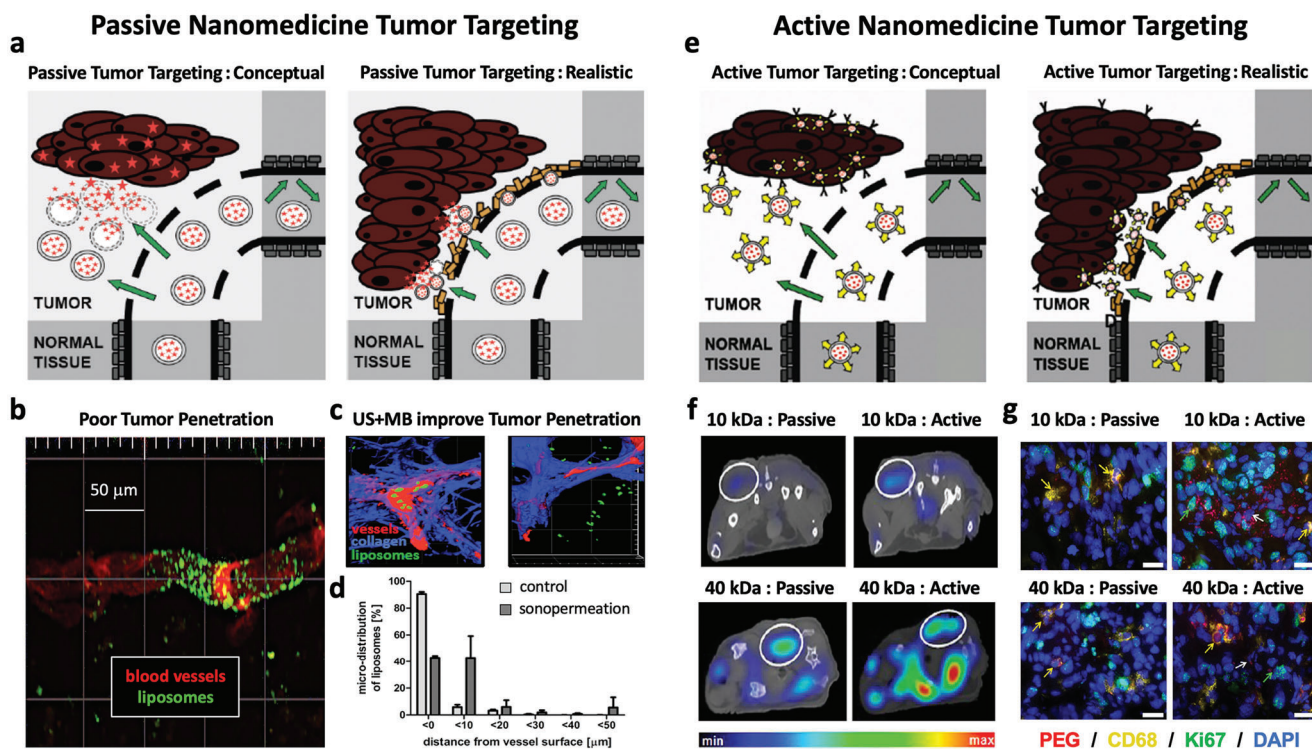 Passive Nanomedicine Tumor Targeting
a
Passive Tumor Targeting : Conceptual
Passive Tumor Targeting : Realistic
TUMOR
NORMAL
TISSUE
TUMOR
NORMAL
TISSUE
b
Poor Tumor Penetration
50 μm
blood vessels
liposomes
c
US+MB improve Tumor Penetration
vessels
collagen
liposomes
d
control
sonopermeation
micro-distribution
of liposomes [%]
100
80
60
40
20
0
<0 <10 <20 <30 <40 <50
distance from vessel surface [μm]
Active Nanomedicine Tumor Targeting
e
Active Tumor Targeting : Conceptual
Active Tumor Targeting : Realistic
TUMOR
NORMAL
TISSUE
TUMOR
D
NORMAL
TISSUE
f
10 kDa : Passive
10 kDa : Active
40 kDa : Passive
40 kDa : Active
min
max
g
10 kDa : Passive
10 kDa : Active
40 kDa : Passive
40 kDa : Active
PEG / CD68 / Ki67 / DAPI